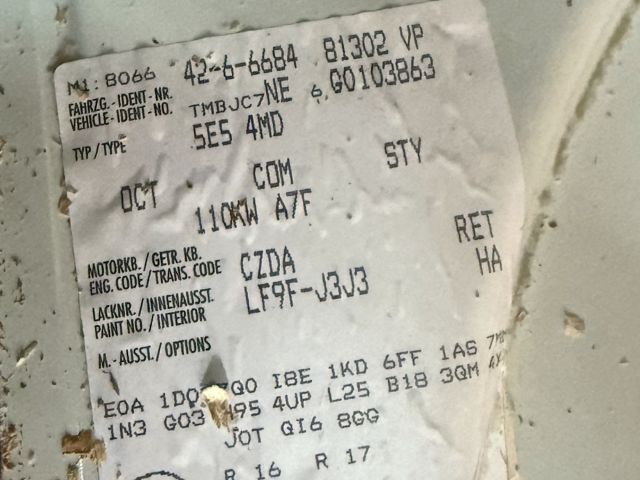 M1: 8066 42-6-6684 81302 VP
FAHRZG.-IDENT-NR.
VEHICLE-IDENT-NO. TMBJC7NE 6 G0103863
TYP / TYPE 5E5 4MD
OCT COM STY
110KW A7F
MOTORKB. / GETR. KB.
ENG. CODE / TRANS. CODE CZDA RET
LACKNR. / INNENAUSST.
PAINT NO. / INTERIOR LF9F-J3J3 HA
M.-AUSST. / OPTIONS
E0A I8E 1KD 6FF 1AS
1N3 G03 4UP L25 B18 3QM
J0T QI6 8GG
R 16 R 17